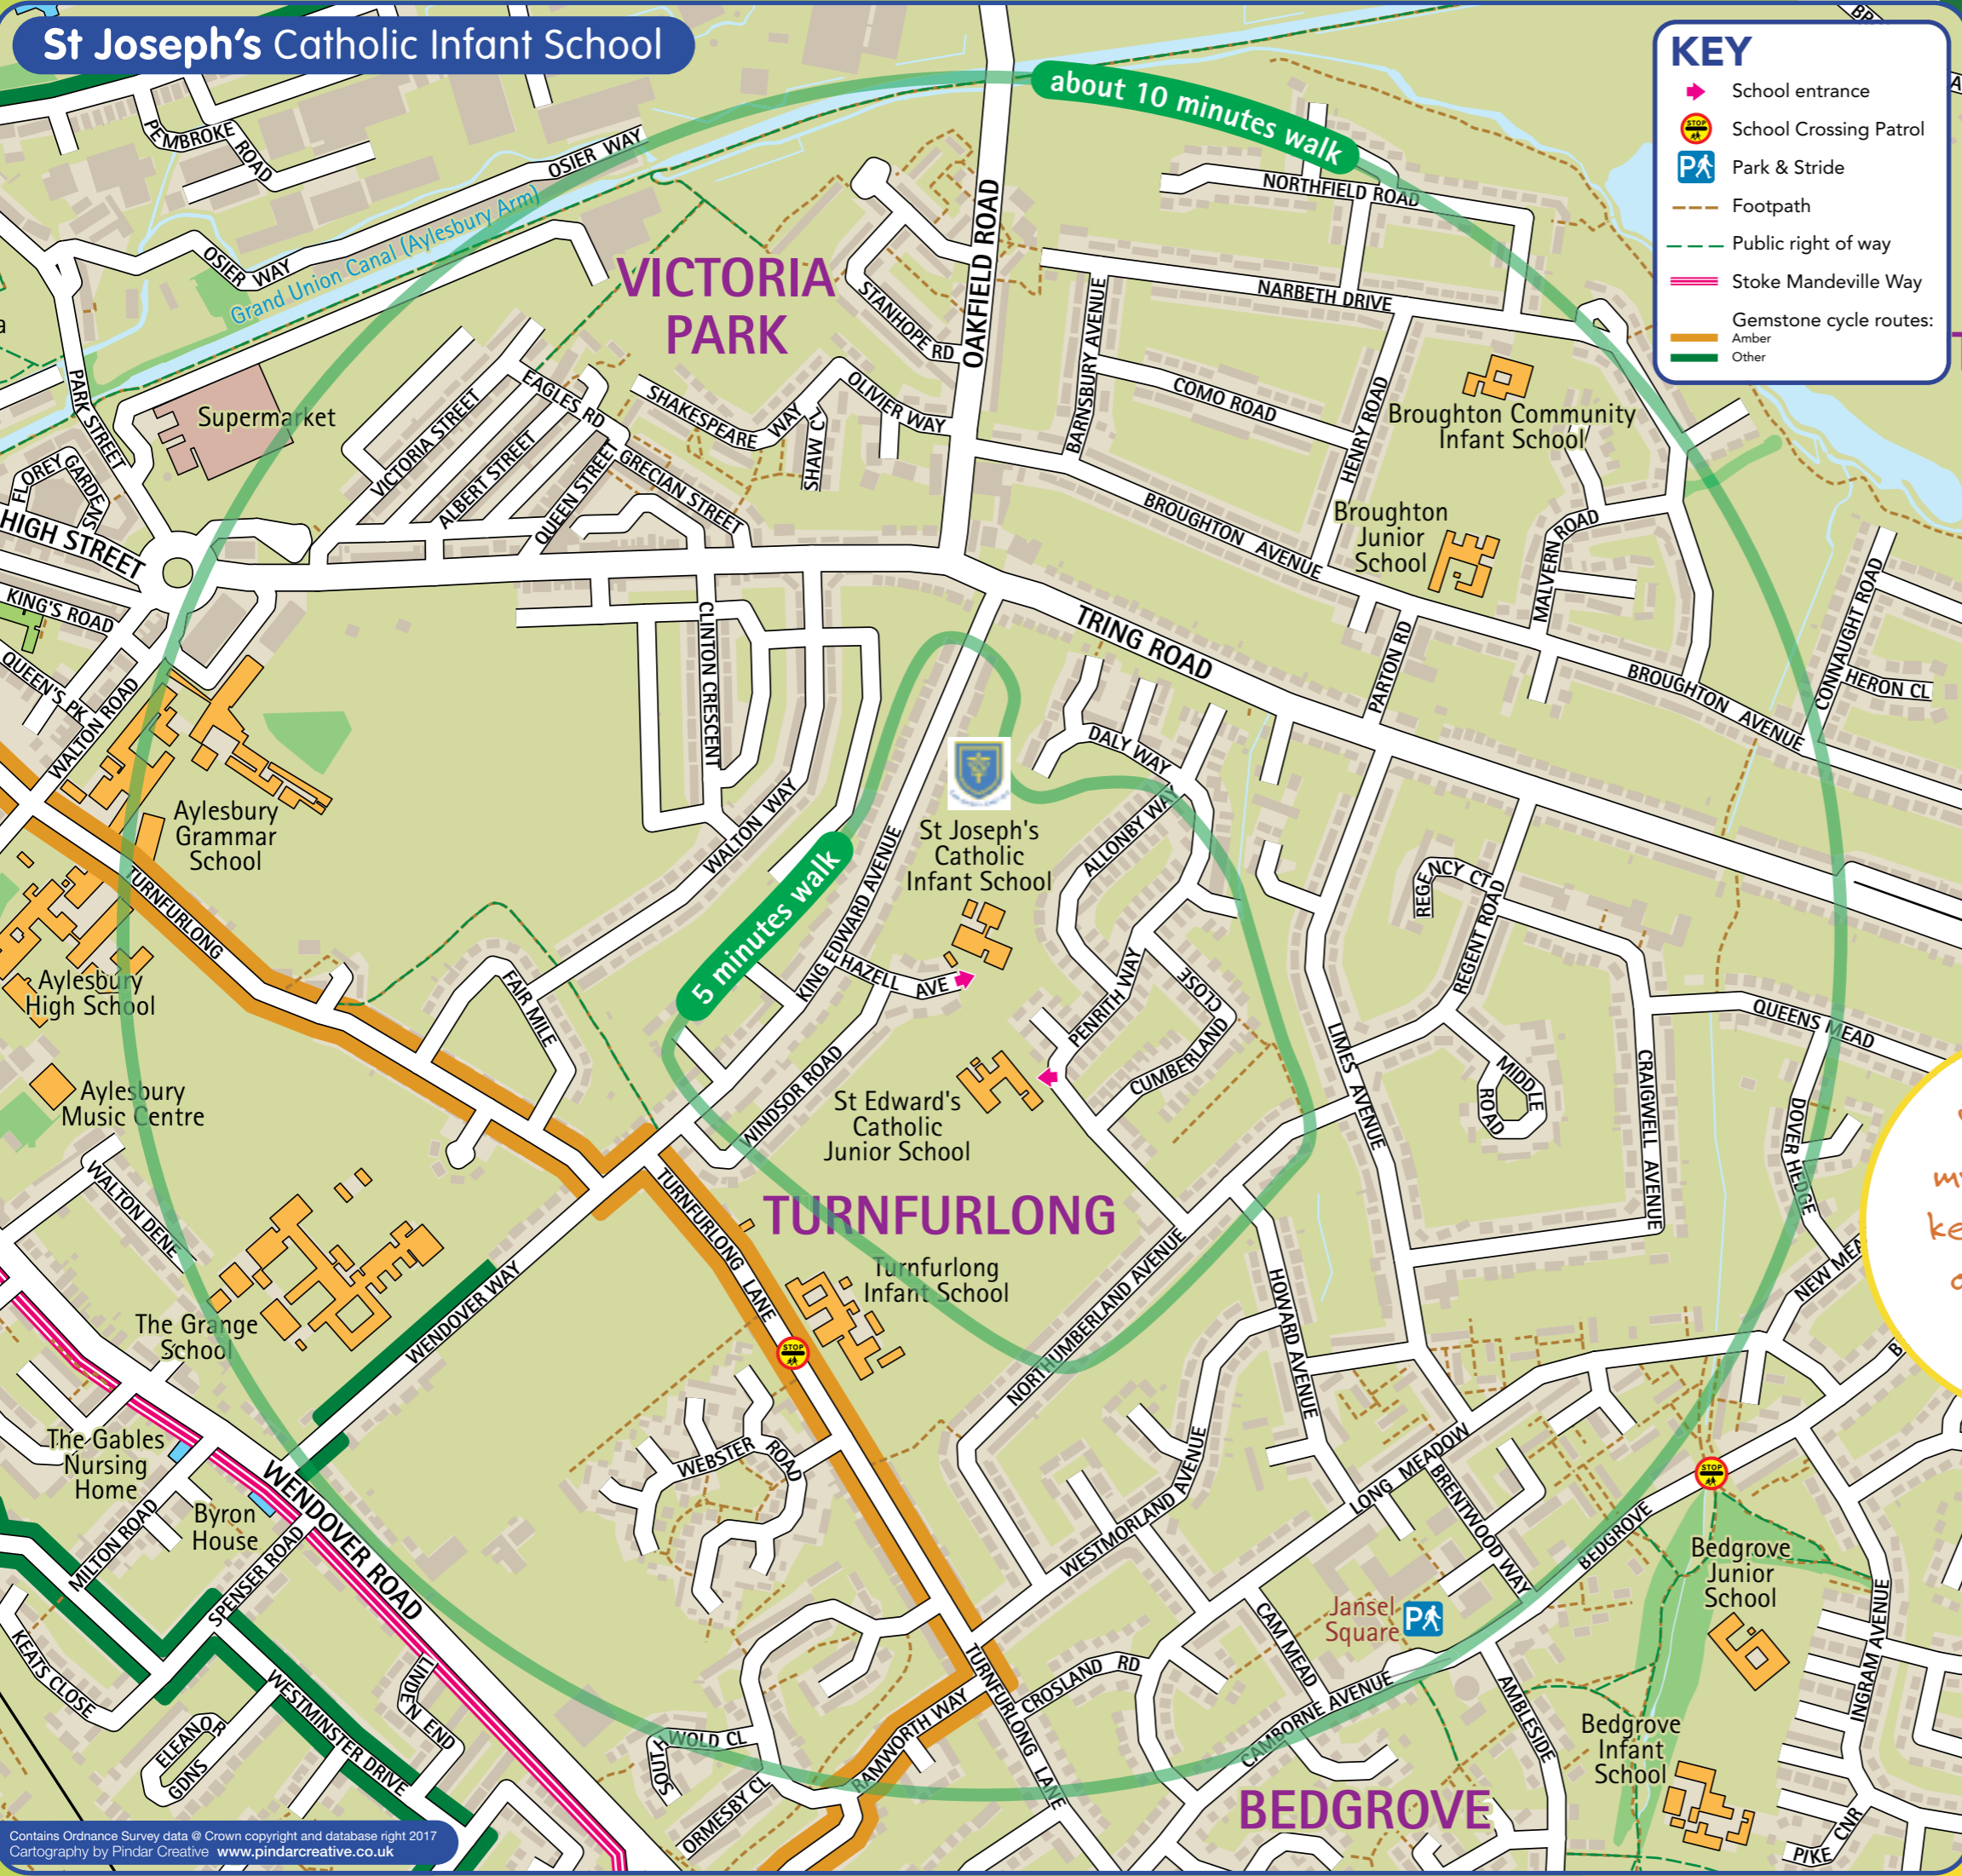 St Joseph's Catholic Infant School
KEY
School entrance
School Crossing Patrol
Park & Stride
Footpath
Public right of way
Stoke Mandeville Way
Gemstone cycle routes:
Amber
Other
about 10 minutes walk
5 minutes walk
PEMBROKE ROAD
OSIER WAY
OSIER WAY
Grand Union Canal (Aylesbury Arm)
VICTORIA
PARK
OAKFIELD ROAD
NORTHFIELD ROAD
NARBETH DRIVE
STANHOPE RD
BARNSBURY AVENUE
COMO ROAD
HENRY ROAD
Broughton Community
Infant School
PARK STREET
Supermarket
VICTORIA STREET
ALBERT STREET
EAGLES RD
QUEEN STREET
GRECIAN STREET
SHAKESPEARE WAY
SHAW CL
OLIVIER WAY
FLOREY GARDENS
HIGH STREET
KING'S ROAD
QUEEN'S PK
WALTON ROAD
BROUGHTON AVENUE
Broughton
Junior
School
MALVERN ROAD
BROUGHTON AVENUE
CONNAUGHT ROAD
HERON CL
TRING ROAD
PARTON RD
CLINTON CRESCENT
WALTON WAY
DALY WAY
ALLONBY WAY
Aylesbury
Grammar
School
St Joseph's
Catholic
Infant School
KING EDWARD AVENUE
HAZELL AVE
REGENCY CT
REGENT ROAD
TURNFURLONG
Aylesbury
High School
FAIR MILE
PENRITH WAY
CUMBERLAND CLOSE
LIMES AVENUE
MIDDLE ROAD
CRAIGWELL AVENUE
QUEENS MEAD
DOVER HEDGE
NEW MEA
Aylesbury
Music Centre
WINDSOR ROAD
St Edward's
Catholic
Junior School
WALTON DENE
TURNFURLONG
TURNFURLONG LANE
Turnfurlong
Infant School
The Grange
School
WENDOVER WAY
NORTHUMBERLAND AVENUE
HOWARD AVENUE
The Gables
Nursing
Home
Byron
House
MILTON ROAD
SPENSER ROAD
WENDOVER ROAD
WEBSTER ROAD
WESTMORLAND AVENUE
LONG MEADOW
BRENTWOOD WAY
BEDGROVE
Bedgrove
Junior
School
Jansel
Square
CAM MEAD
CROSLAND RD
CAMBORNE AVENUE
AMBLESIDE
INGRAM AVENUE
KEATS CLOSE
ELEANOR GDNS
WESTMINSTER DRIVE
LINDEN END
SOUTHWOLD CL
ORMESBY CL
RAMWORTH WAY
TURNFURLONG LANE
BEDGROVE
Bedgrove
Infant
School
PIKE CNR
Contains Ordnance Survey data @ Crown copyright and database right 2017
Cartography by Pindar Creative www.pindarcreative.co.uk